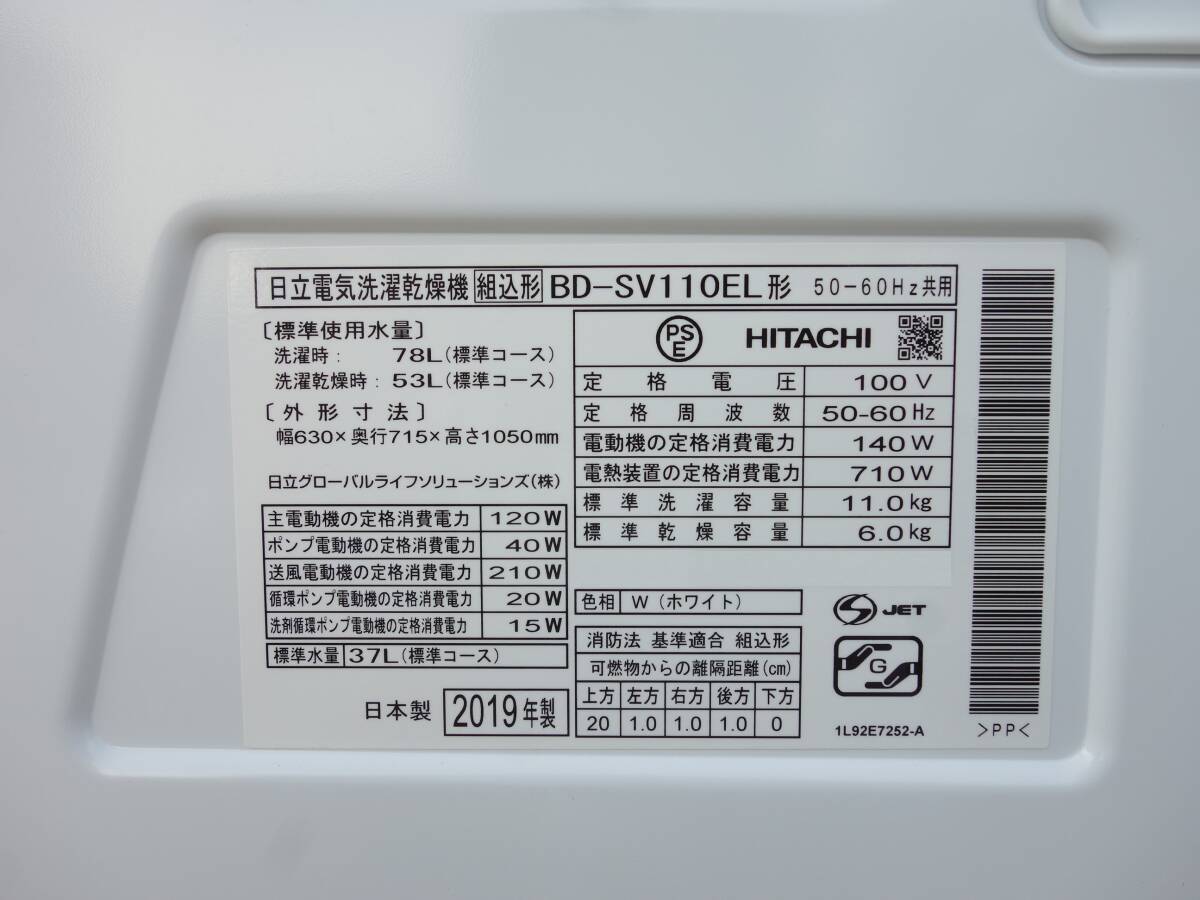 日立電気洗濯乾燥機 組込形 BD-SV110EL形 50-60Hz共用
〔標準使用水量〕
洗濯時： 78L（標準コース）
洗濯乾燥時： 53L（標準コース）
〔外形寸法〕
幅630×奥行715×高さ1050mm
日立グローバルライフソリューションズ（株）
主電動機の定格消費電力 120W
ポンプ電動機の定格消費電力 40W
送風電動機の定格消費電力 210W
循環ポンプ電動機の定格消費電力 20W
洗剤循環ポンプ電動機の定格消費電力 15W
標準水量 37L（標準コース）
日本製 2019年製
PSE HITACHI
定格電圧 100V
定格周波数 50-60Hz
電動機の定格消費電力 140W
電熱装置の定格消費電力 710W
標準洗濯容量 11.0kg
標準乾燥容量 6.0kg
色相 W（ホワイト）
消防法 基準適合 組込形
可燃物からの離隔距離(cm)
上方 左方 右方 後方 下方
20 1.0 1.0 1.0 0
S JET
G
1L92E7252-A
>PP<